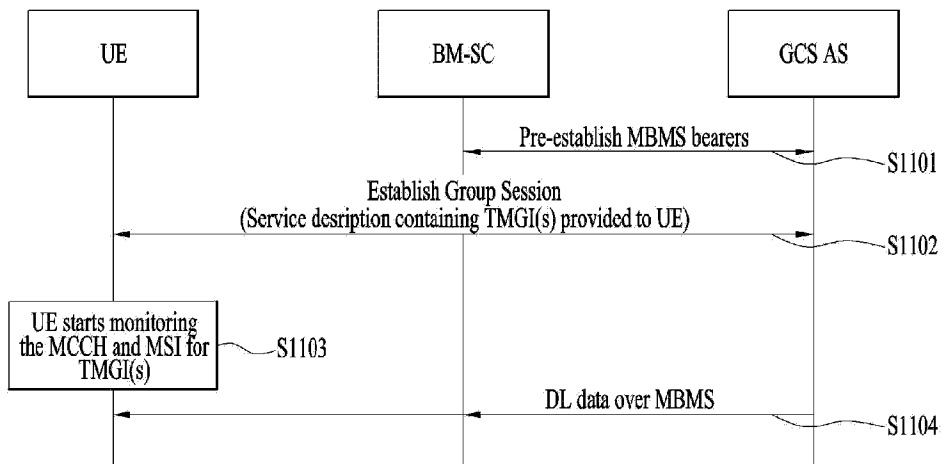 UE
BM-SC
GCS AS
Pre-establish MBMS bearers
S1101
Establish Group Session
(Service desription containing TMGI(s) provided to UE)
S1102
UE starts monitoring
the MCCH and MSI for
TMGI(s)
S1103
DL data over MBMS
S1104